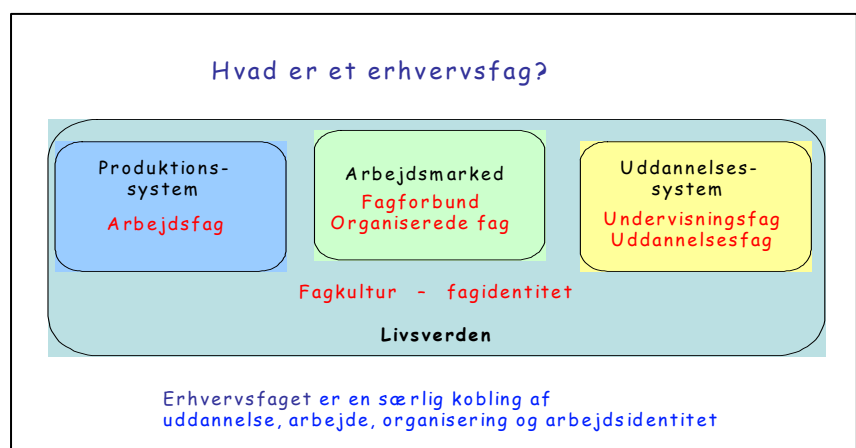 Hvad er et erhvervsfag?
Produktions-
system
Arbejdsfag
Arbejdsmarked
Fagforbund
Organiserede fag
Uddannelses-
system
Undervisningsfag
Uddannelsesfag
Fagkultur - fagidentitet
Livsverden
Erhvervsfaget er en særlig kobling af
uddannelse, arbejde, organisering og arbejdsidentitet